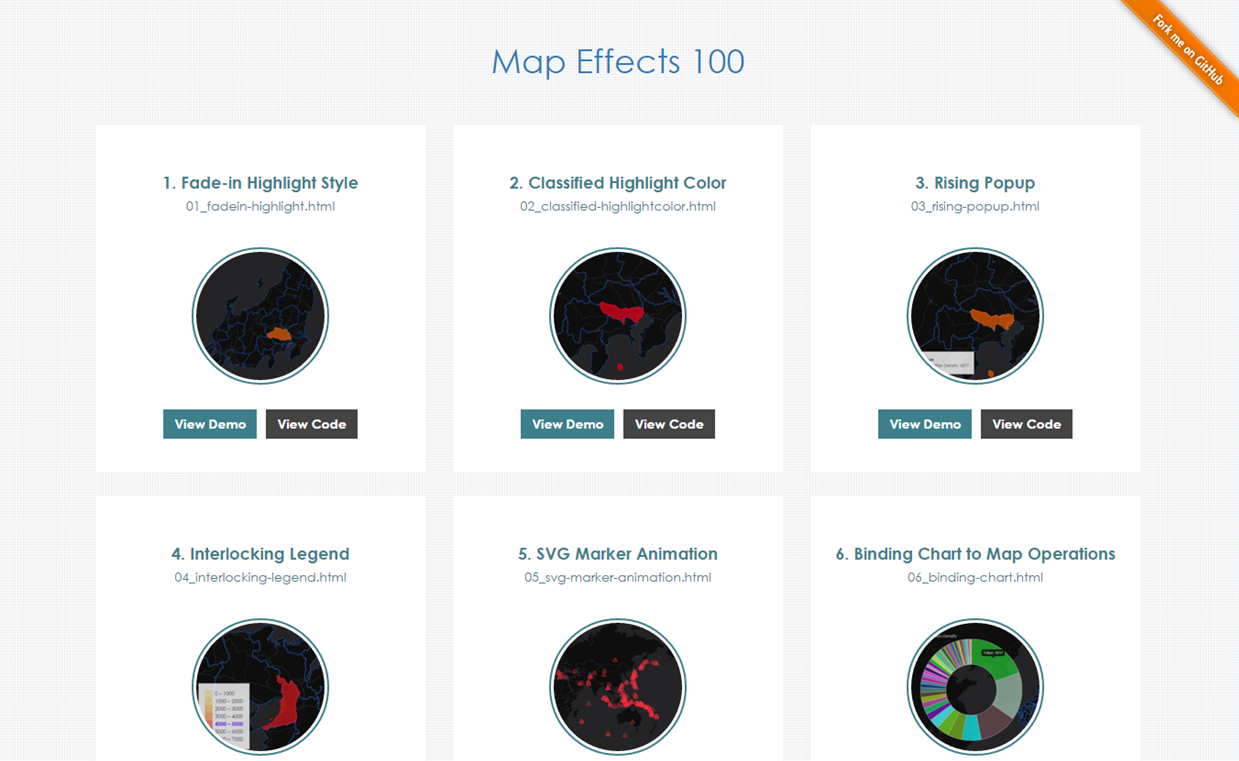 Map Effects 100
Fork me on GitHub
1. Fade-in Highlight Style
01_fadein-highlight.html
View Demo
View Code
2. Classified Highlight Color
02_classified-highlightcolor.html
View Demo
View Code
3. Rising Popup
03_rising-popup.html
View Demo
View Code
4. Interlocking Legend
04_interlocking-legend.html
0 ~ 1000
1000 ~ 2000
2000 ~ 3000
3000 ~ 4000
4000 ~ 5000
5000 ~ 6000
~ 7000
5. SVG Marker Animation
05_svg-marker-animation.html
6. Binding Chart to Map Operations
06_binding-chart.html